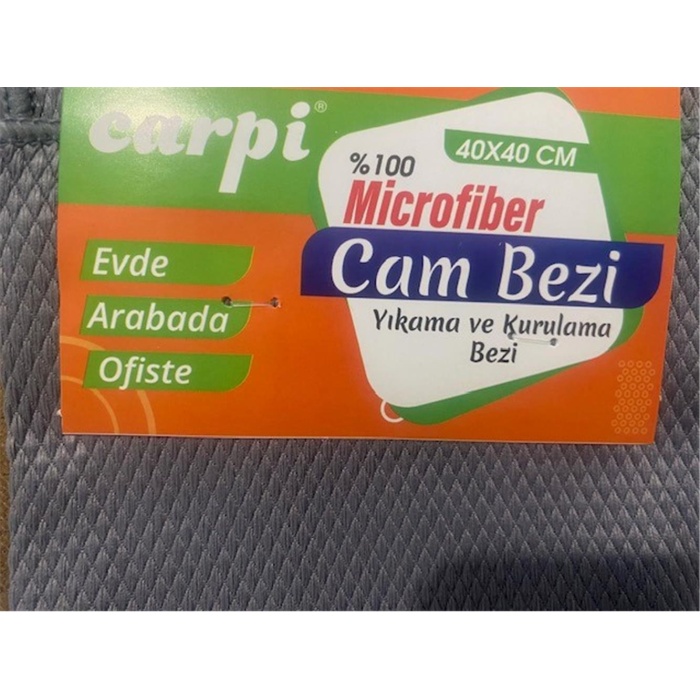 carpi®
40X40 CM
%100
Microfiber
Cam Bezi
Yıkama ve Kurulama
Bezi
Evde
Arabada
Ofiste